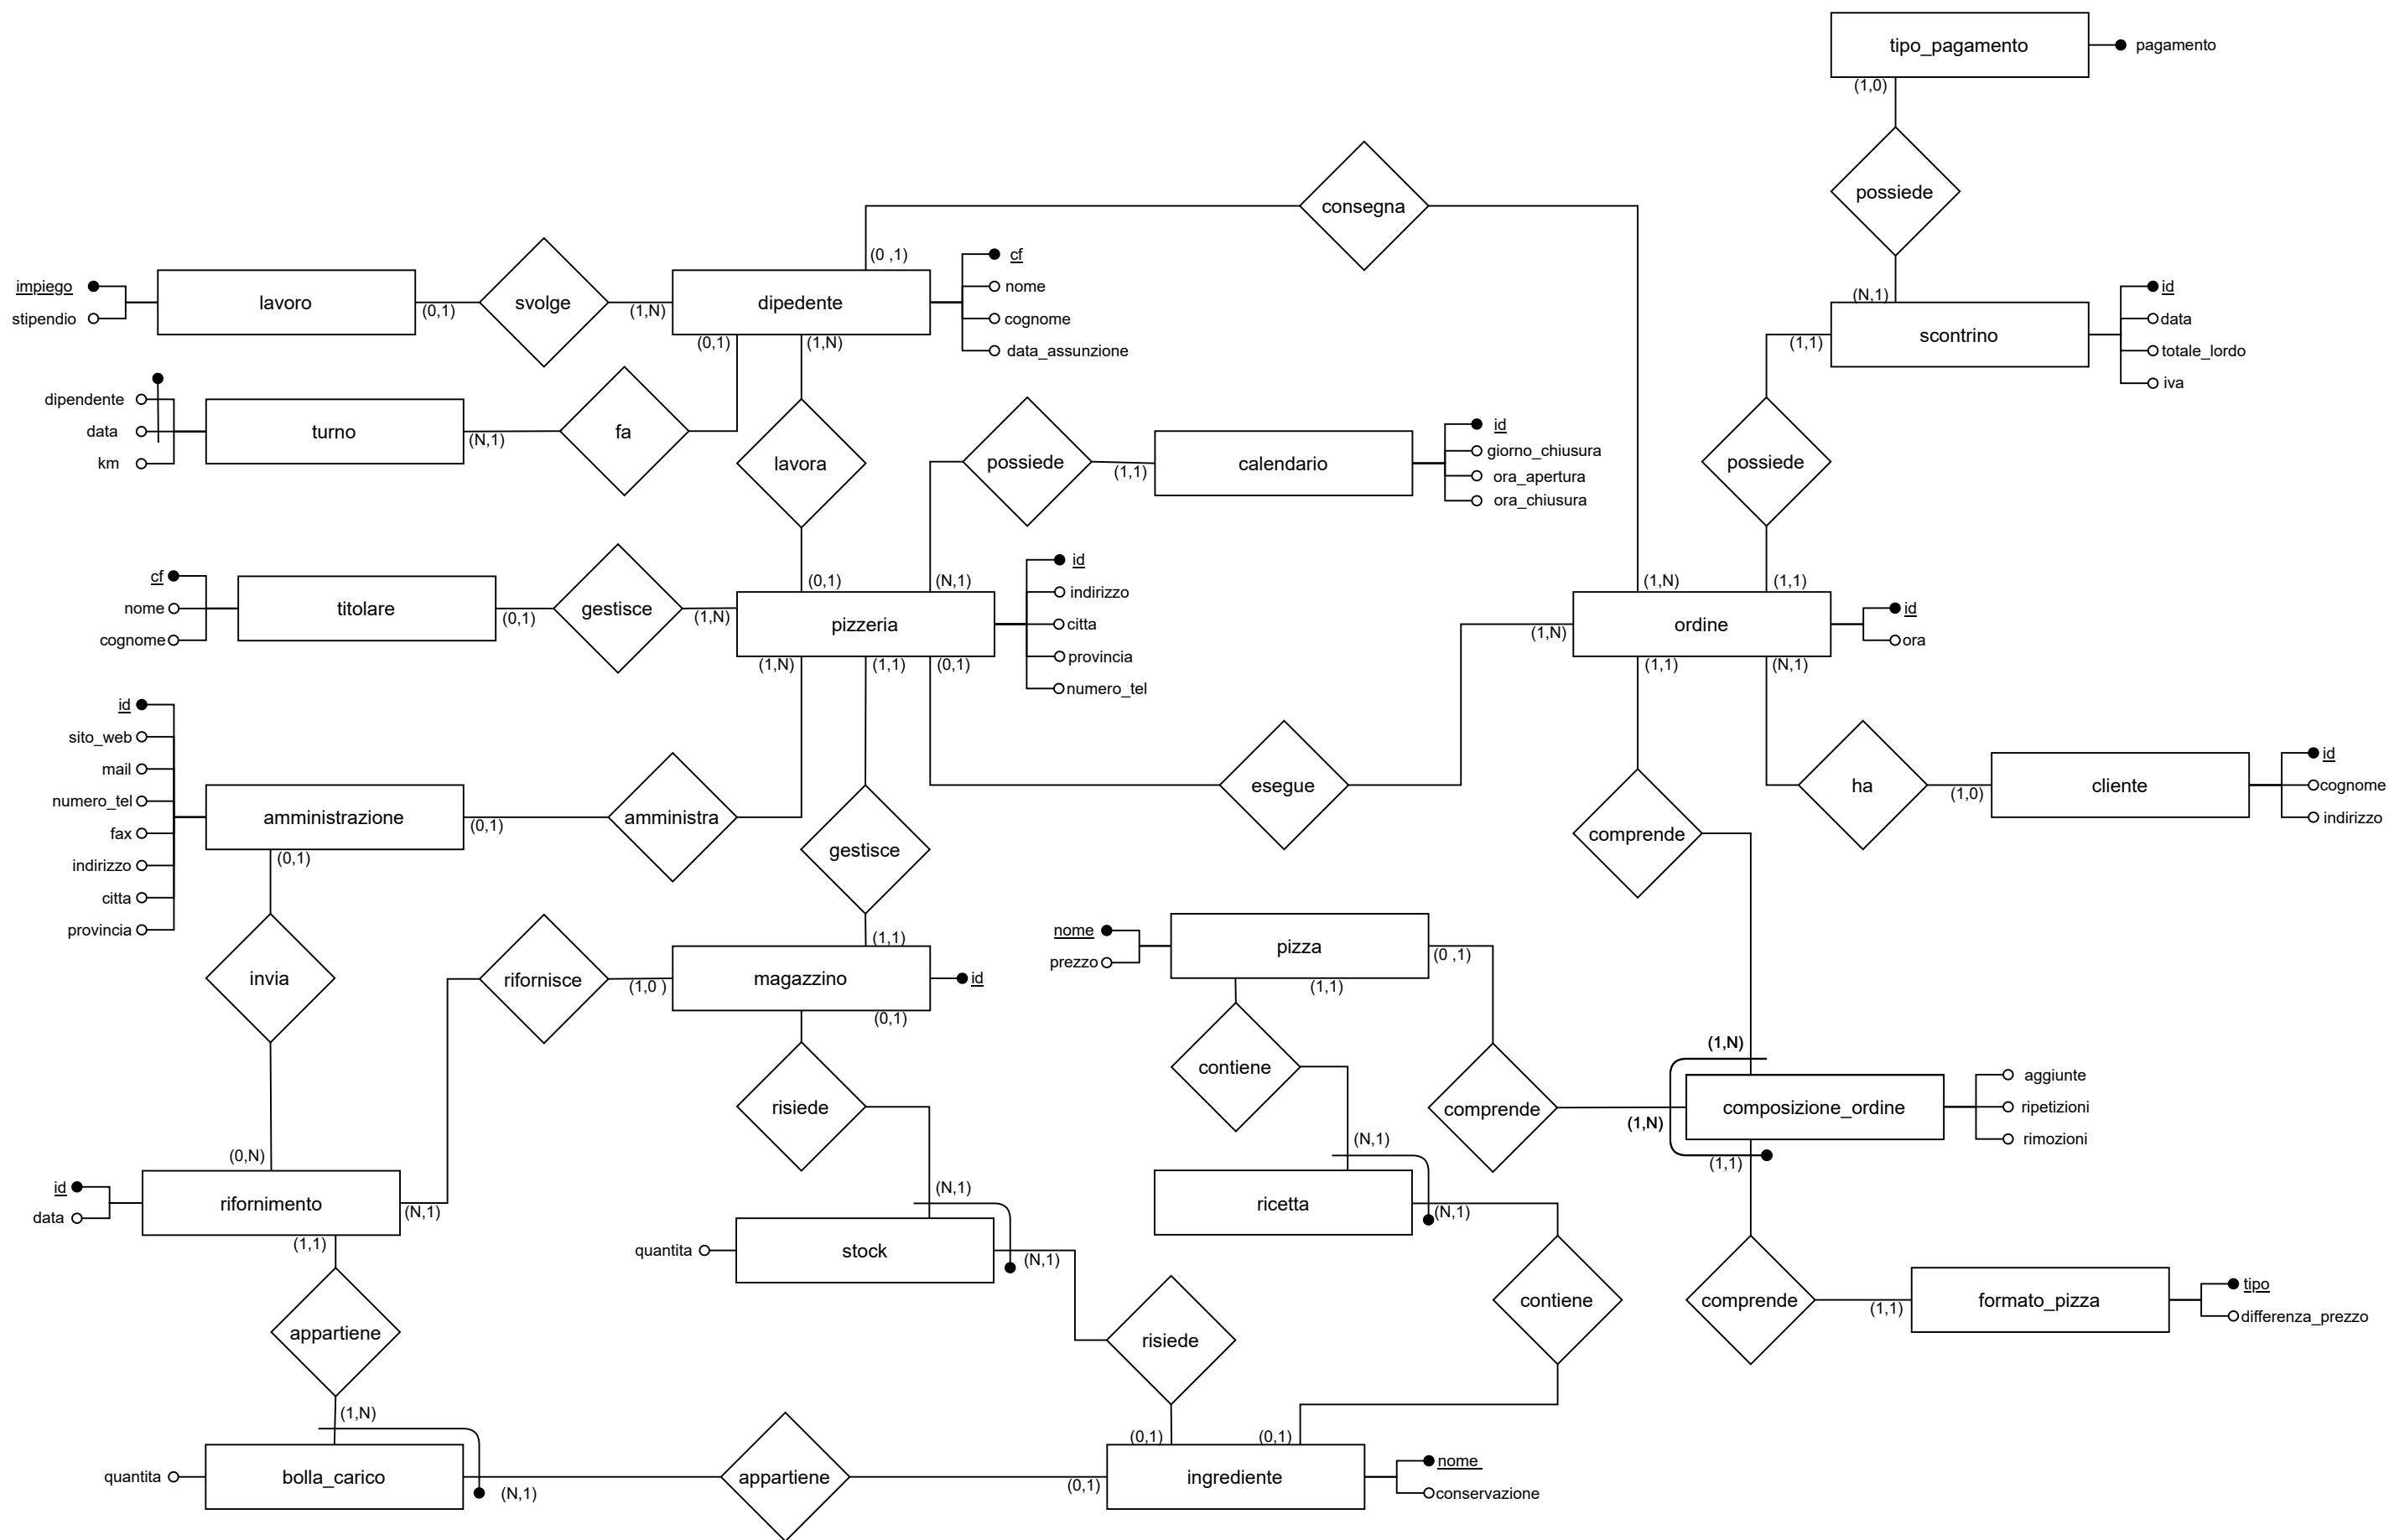 tipo_pagamento
pagamento
(1,0)
possiede
consegna
(N,1)
scontrino
id
data
totale_lordo
iva
(1,1)
impiego
stipendio
lavoro
(0,1)
svolge
(1,N)
(0 ,1)
dipedente
cf
nome
cognome
data_assunzione
(0,1)
(1,N)
dipendente
data
km
turno
(N,1)
fa
lavora
possiede
(1,1)
calendario
id
giorno_chiusura
ora_apertura
ora_chiusura
possiede
cf
nome
cognome
titolare
(0,1)
gestisce
(1,N)
(0,1)
(N,1)
pizzeria
id
indirizzo
citta
provincia
numero_tel
(1,N)
(1,1)
(0,1)
(1,N)
(1,1)
(1,N)
ordine
id
ora
(1,1)
(N,1)
id
sito_web
mail
numero_tel
fax
indirizzo
citta
provincia
amministrazione
(0,1)
(0,1)
amministra
gestisce
esegue
comprende
ha
(1,0)
cliente
id
cognome
indirizzo
invia
rifornisce
(1,0 )
(1,1)
magazzino
id
(0,1)
nome
prezzo
pizza
(0 ,1)
(1,1)
contiene
comprende
risiede
(1,N)
(1,N)
composizione_ordine
aggiunte
ripetizioni
rimozioni
(1,1)
(0,N)
id
data
rifornimento
(N,1)
(1,1)
(N,1)
quantita
stock
(N,1)
(N,1)
ricetta
(N,1)
contiene
comprende
(1,1)
formato_pizza
tipo
differenza_prezzo
appartiene
risiede
(1,N)
quantita
bolla_carico
(N,1)
appartiene
(0,1)
(0,1)
(0,1)
ingrediente
nome
conservazione